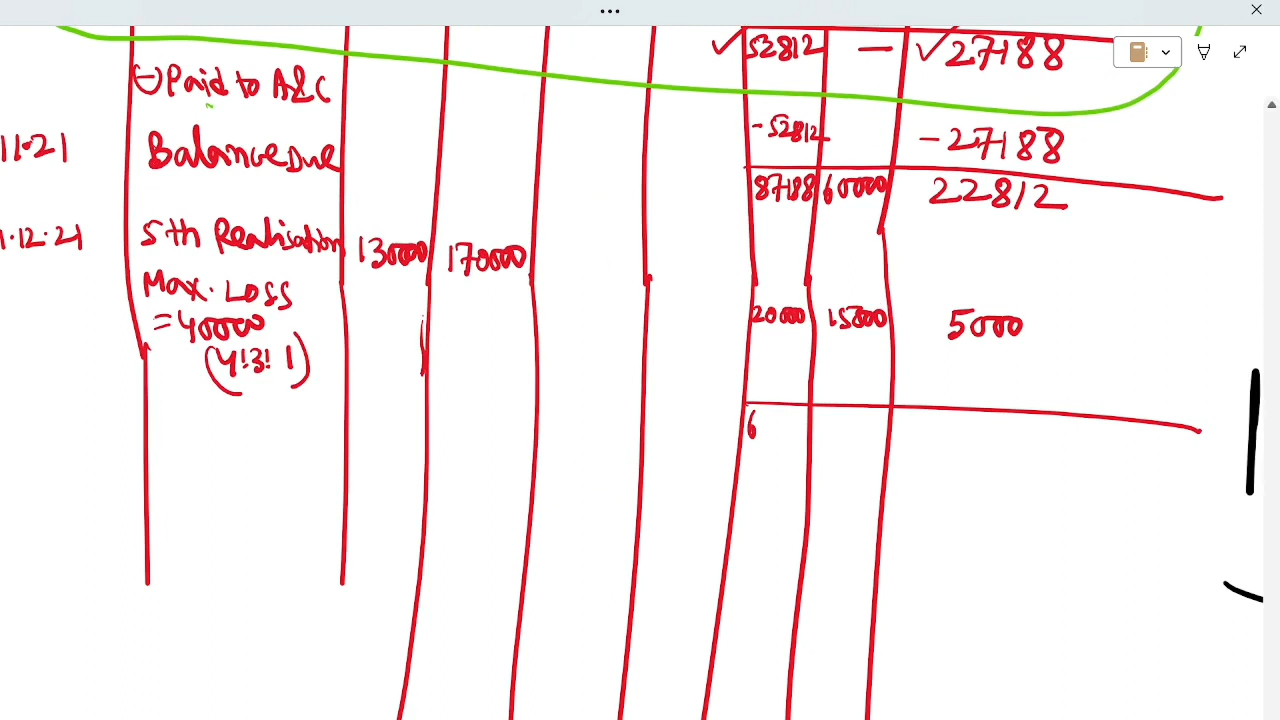 52812 — 27188
(-) Paid to A&C
- 52812 - 27188
11.21 Balance Due
87188 60000 22812
1.12.21 5th Realisation 130000 170000
Max. Loss
= 40000 20000 15000 5000
(4:3:1)
6